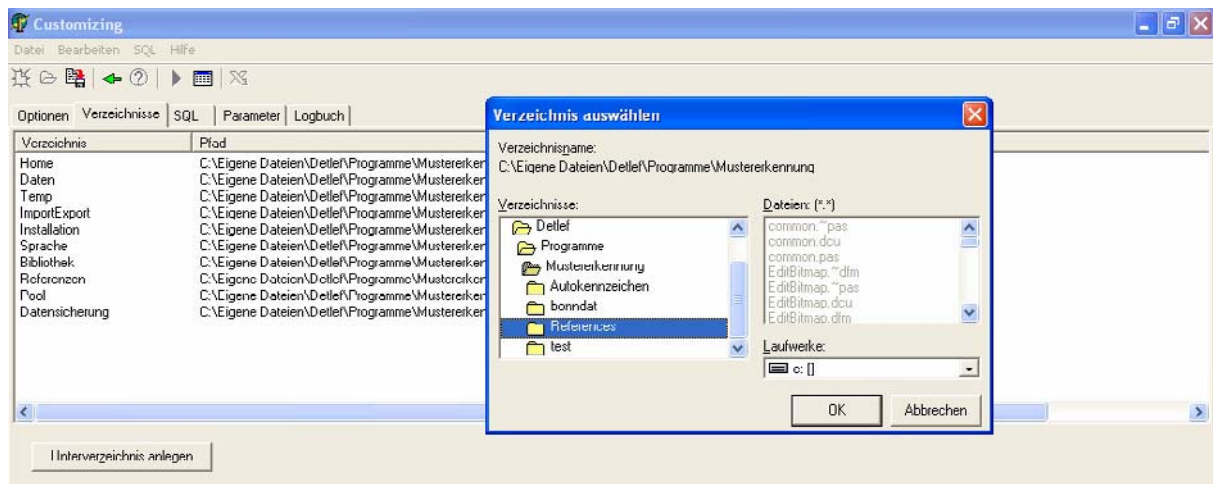 Customizing
Datei Bearbeiten SQL Hilfe
Optionen Verzeichnisse SQL Parameter Logbuch
Verzeichnis Pfad
Home C:\Eigene Dateien\Detlef\Programme\Mustererken
Daten C:\Eigene Dateien\Detlef\Programme\Mustererken
Temp C:\Eigene Dateien\Detlef\Programme\Mustererken
ImportExport C:\Eigene Dateien\Detlef\Programme\Mustererken
Installation C:\Eigene Dateien\Detlef\Programme\Mustererken
Sprache C:\Eigene Dateien\Detlef\Programme\Mustererken
Bibliothek C:\Eigene Dateien\Detlef\Programme\Mustererken
Referenzen C:\Eigene Dateien\Detlef\Programme\Mustererken
Pool C:\Eigene Dateien\Detlef\Programme\Mustererken
Datensicherung C:\Eigene Dateien\Detlef\Programme\Mustererken
Unterverzeichnis anlegen
Verzeichnis auswählen
Verzeichnisname:
C:\Eigene Dateien\Detlef\Programme\Mustererkennung
Verzeichnisse:
Detlef
Programme
Mustererkennung
Autokennzeichen
bonndat
References
test
Dateien: (*.*)
common.~pas
common.dcu
common.pas
EditBitmap.~dfm
EditBitmap.~pas
EditBitmap.dcu
EditBitmap.dfm
Laufwerke:
c: []
OK Abbrechen